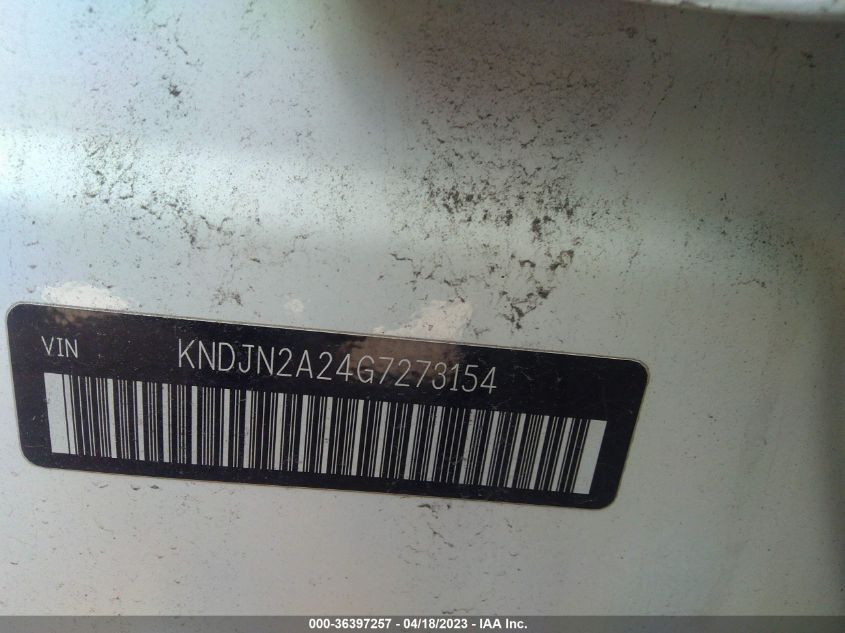 VIN KNDJN2A24G7273154
000-36397257 - 04/18/2023 - IAA Inc.